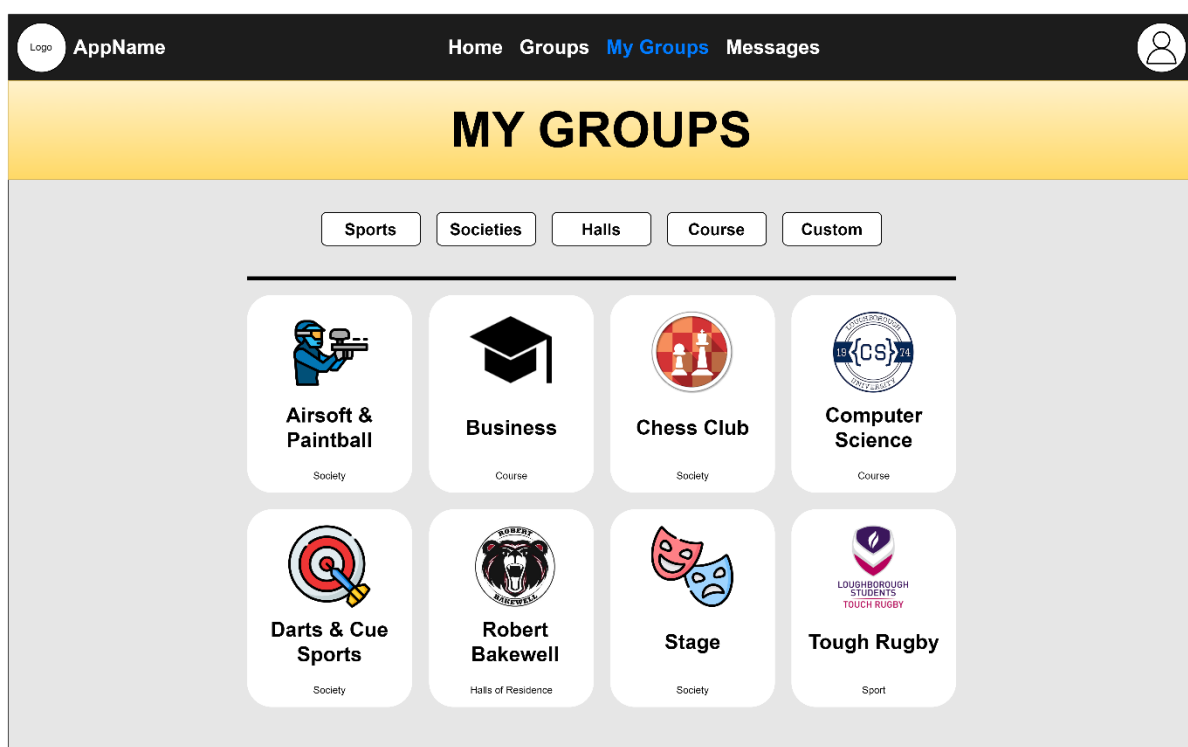 Logo AppName Home Groups My Groups Messages
MY GROUPS
Sports Societies Halls Course Custom
Airsoft &
Paintball
Society
Business
Course
Chess Club
Society
LOUGHBOROUGH
19 {CS} 74
UNIVERSITY
Computer
Science
Course
Darts & Cue
Sports
Society
ROBERT
BAKEWELL
Robert
Bakewell
Halls of Residence
Stage
Society
LOUGHBOROUGH
STUDENTS
TOUCH RUGBY
Tough Rugby
Sport